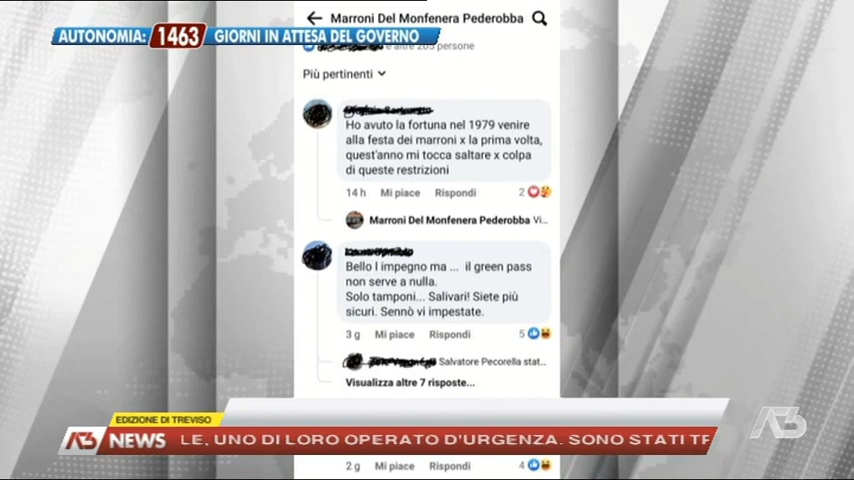 Marroni Del Monfenera Pederobba
AUTONOMIA: 1463 GIORNI IN ATTESA DEL GOVERNO
e altre 205 persone
Più pertinenti
Ho avuto la fortuna nel 1979 venire
alla festa dei marroni x la prima volta,
quest'anno mi tocca saltare x colpa
di queste restrizioni
14 h Mi piace Rispondi 2
Marroni Del Monfenera Pederobba Vi...
Bello l impegno ma ... il green pass
non serve a nulla.
Solo tamponi... Salivari! Siete più
sicuri. Sennò vi impestate.
3 g Mi piace Rispondi 5
Salvatore Pecorella stat...
Visualizza altre 7 risposte...
EDIZIONE DI TREVISO
A3 NEWS LE, UNO DI LORO OPERATO D'URGENZA. SONO STATI TR
A3
2 g Mi piace Rispondi 4